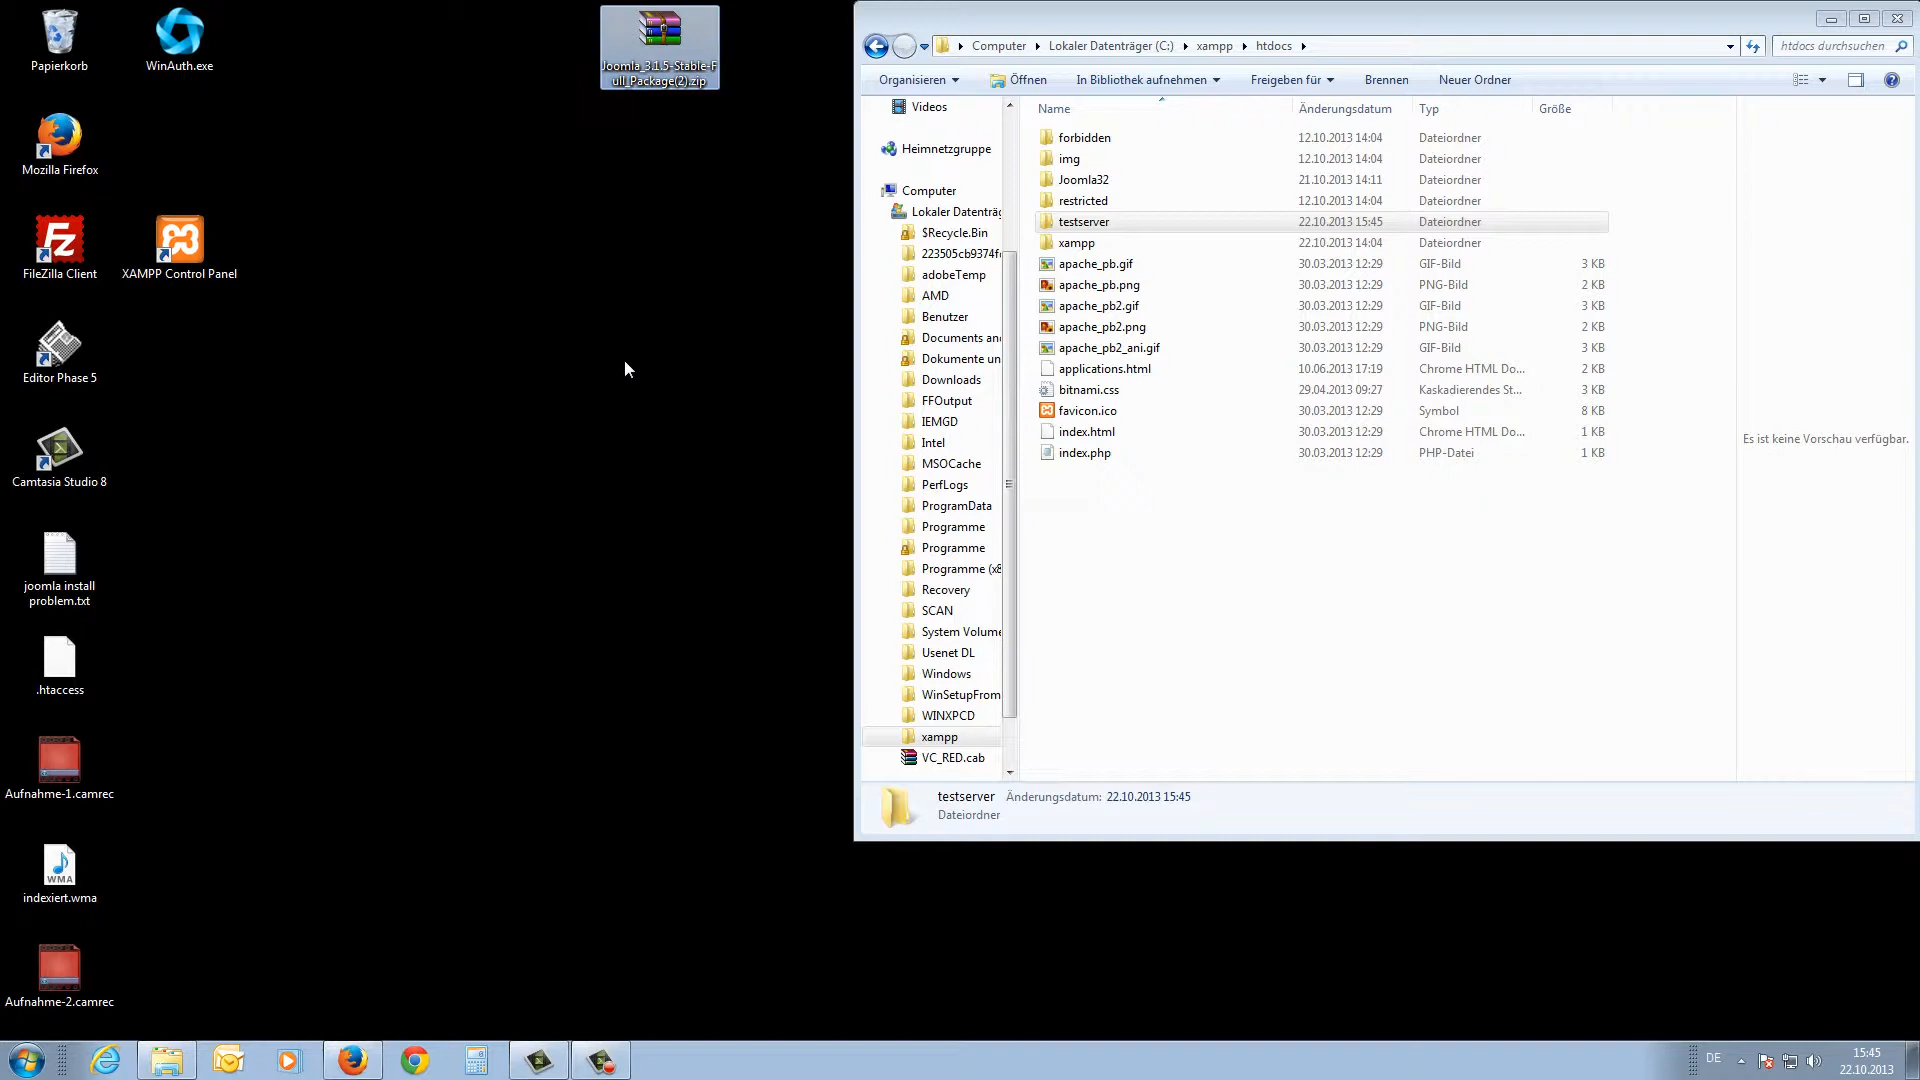 Papierkorb
WinAuth.exe
Mozilla Firefox
FileZilla Client
XAMPP Control Panel
Editor Phase 5
Camtasia Studio 8
joomla install
problem.txt
.htaccess
Aufnahme-1.camrec
WMA
indexiert.wma
Aufnahme-2.camrec
Joomla_3.1.5-Stable-F
ull_Package(2).zip
Computer
Lokaler Datenträger (C:)
xampp
htdocs
htdocs durchsuchen
Organisieren
Öffnen
In Bibliothek aufnehmen
Freigeben für
Brennen
Neuer Ordner
Videos
Heimnetzgruppe
Computer
Lokaler Datenträg
$Recycle.Bin
223505cb9374f
adobeTemp
AMD
Benutzer
Documents and
Dokumente un
Downloads
FFOutput
IEMGD
Intel
MSOCache
PerfLogs
ProgramData
Programme
Programme
Programme (x8
Recovery
SCAN
System Volume
Usenet DL
Windows
WinSetupFrom
WINXPCD
xampp
VC_RED.cab
Name Änderungsdatum Typ Größe
forbidden 12.10.2013 14:04 Dateiordner
img 12.10.2013 14:04 Dateiordner
Joomla32 21.10.2013 14:11 Dateiordner
restricted 12.10.2013 14:04 Dateiordner
testserver 22.10.2013 15:45 Dateiordner
xampp 22.10.2013 14:04 Dateiordner
apache_pb.gif 30.03.2013 12:29 GIF-Bild 3 KB
apache_pb.png 30.03.2013 12:29 PNG-Bild 2 KB
apache_pb2.gif 30.03.2013 12:29 GIF-Bild 3 KB
apache_pb2.png 30.03.2013 12:29 PNG-Bild 2 KB
apache_pb2_ani.gif 30.03.2013 12:29 GIF-Bild 3 KB
applications.html 10.06.2013 17:19 Chrome HTML Do... 2 KB
bitnami.css 29.04.2013 09:27 Kaskadierendes St... 3 KB
favicon.ico 30.03.2013 12:29 Symbol 8 KB
index.html 30.03.2013 12:29 Chrome HTML Do... 1 KB
index.php 30.03.2013 12:29 PHP-Datei 1 KB
Es ist keine Vorschau verfügbar.
testserver Änderungsdatum: 22.10.2013 15:45
Dateiordner
DE
15:45
22.10.2013